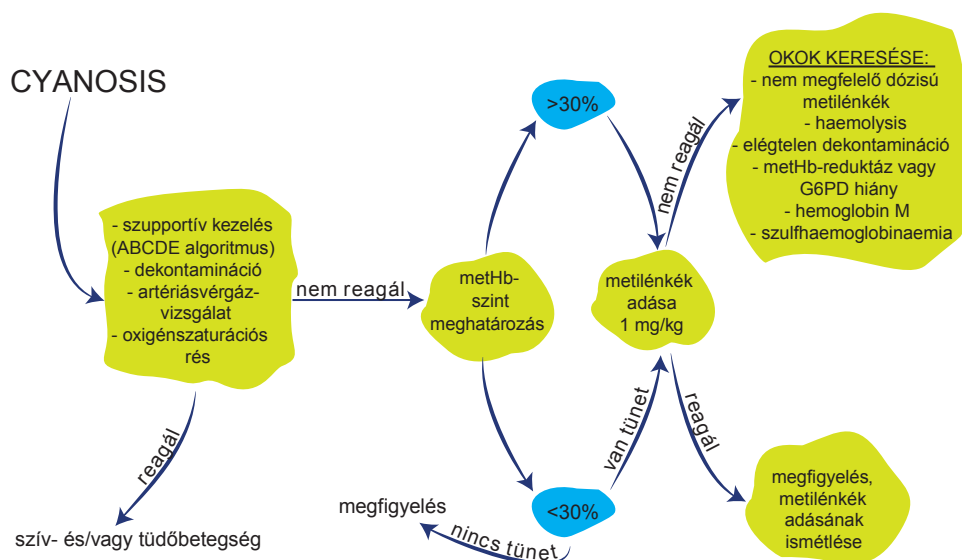 CYANOSIS
- szupportív kezelés
(ABCDE algoritmus)
- dekontamináció
- artériásvérgáz-
vizsgálat
- oxigénszaturációs
rés
reagál
szív- és/vagy tüdőbetegség
nem reagál
metHb-
szint
meghatározás
>30%
<30%
nincs tünet
megfigyelés
van tünet
metilénkék
adása
1 mg/kg
nem reagál
OKOK KERESÉSE:
- nem megfelelő dózisú
metilénkék
- haemolysis
- elégtelen dekontamináció
- metHb-reduktáz vagy
G6PD hiány
- hemoglobin M
- szulfhaemoglobinaemia
reagál
megfigyelés,
metilénkék
adásának
ismétlése